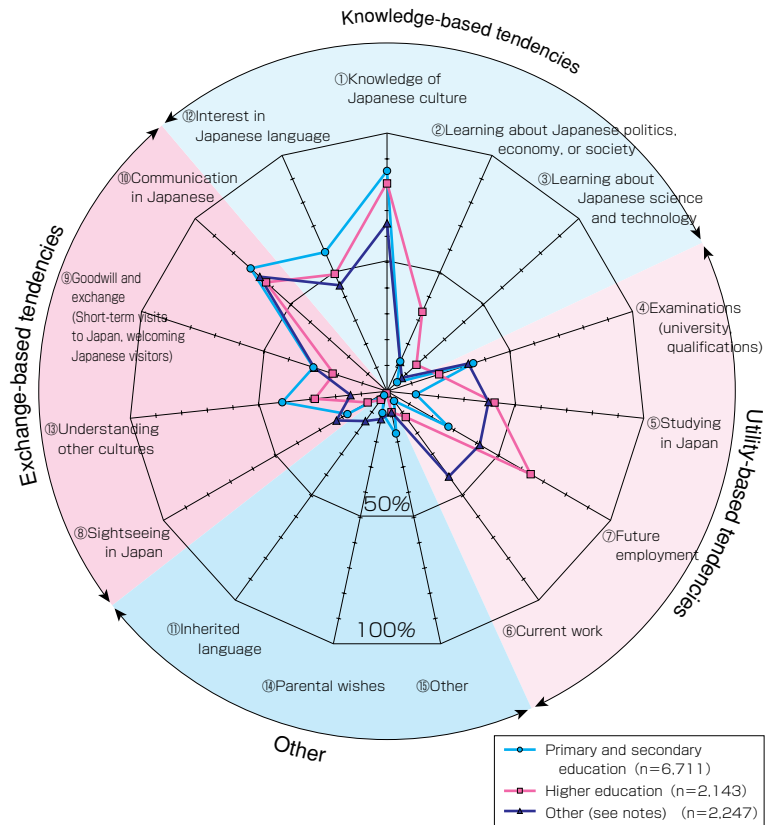 Knowledge-based tendencies
①Knowledge of
Japanese culture
②Learning about Japanese politics,
economy, or society
③Learning about
Japanese science
and technology
⑫Interest in
Japanese language
⑩Communication
in Japanese
⑨Goodwill and
exchange
(Short-term visits
to Japan, welcoming
Japanese visitors)
⑬Understanding
other cultures
⑧Sightseeing
in Japan
Exchange-based tendencies
④Examinations
(university
qualifications)
⑤Studying
in Japan
⑦Future
employment
⑥Current work
Utility-based tendencies
50%
100%
⑪Inherited
language
⑭Parental wishes
⑮Other
Other
Primary and secondary
education (n=6,711)
Higher education (n=2,143)
Other (see notes) (n=2,247)